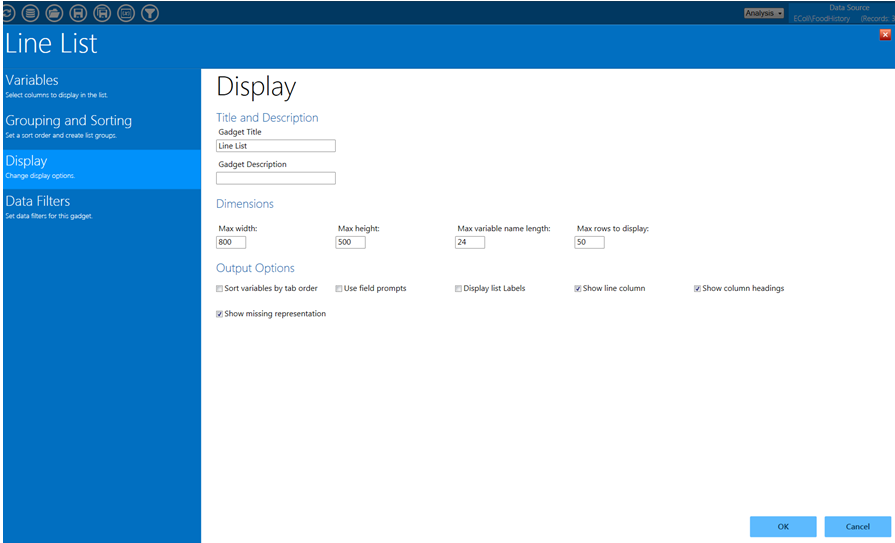 Analysis
Data Source
ECoil\FoodHistory (Records: 3
Line List
Variables
Select columns to display in the list.
Grouping and Sorting
Set a sort order and create list groups.
Display
Change display options.
Data Filters
Set data filters for this gadget.
Display
Title and Description
Gadget Title
Line List
Gadget Description
Dimensions
Max width: Max height: Max variable name length: Max rows to display:
800 500 24 50
Output Options
Sort variables by tab order Use field prompts Display list Labels Show line column Show column headings
Show missing representation
OK Cancel